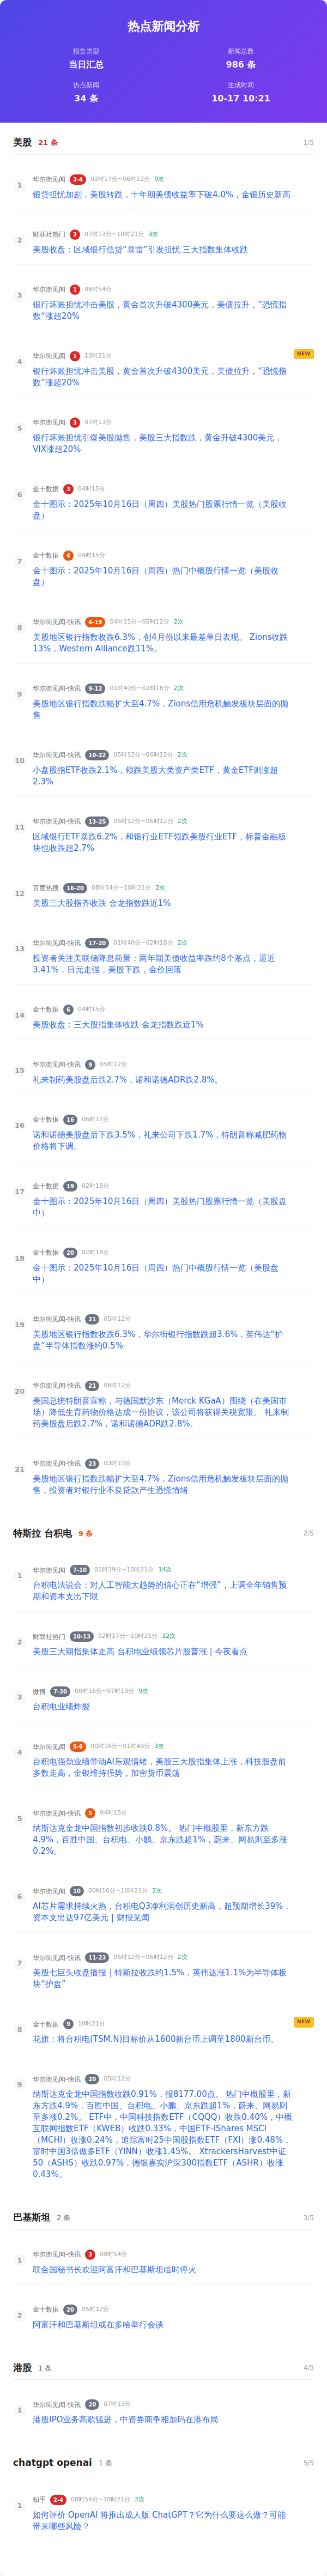 热点新闻分析
报告类型
当日汇总
新闻总数
986 条
热点新闻
34 条
生成时间
10-17 10:21
美股 21 条 1/5
1
华尔街见闻 3-4 02时17分~06时12分 9次
银贷担忧加剧，美股转跌，十年期美债收益率下破4.0%，金银历史新高
2
财联社热门 3 07时13分~10时21分 3次
美股收盘：区域银行信贷“暴雷”引发担忧 三大指数集体收跌
3
华尔街见闻 1 08时54分
银行坏账担忧冲击美股，黄金首次升破4300美元，美债拉升，“恐慌指
数“涨超20%
4
华尔街见闻 1 10时21分 NEW
银行坏账担忧冲击美股，黄金首次升破4300美元，美债拉升，“恐慌指
数”涨超20%
5
华尔街见闻 3 07时13分
银行坏账担忧引爆美股抛售，美股三大指数跌，黄金升破4300美元，
VIX涨超20%
6
金十数据 3 04时15分
金十图示：2025年10月16日（周四）美股热门股票行情一览（美股收
盘）
7
金十数据 4 04时15分
金十图示：2025年10月16日（周四）热门中概股行情一览（美股收
盘）
8
华尔街见闻-快讯 4-19 04时15分~05时12分 2次
美股地区银行指数收跌6.3%，创4月份以来最差单日表现。 Zions收跌
13%，Western Alliance跌11%。
9
华尔街见闻-快讯 9-12 01时40分~02时18分 2次
美股地区银行指数跌幅扩大至4.7%，Zions信用危机触发板块层面的抛
售
10
华尔街见闻-快讯 10-22 05时12分~06时12分 2次
小盘股指ETF收跌2.1%，领跌美股大类资产类ETF，黄金ETF则涨超
2.3%
11
华尔街见闻-快讯 13-25 05时12分~06时12分 2次
区域银行ETF暴跌6.2%，和银行业ETF领跌美股行业ETF，标普金融板
块也收跌超2.7%
12
百度热搜 16-20 08时54分~10时21分 2次
美股三大股指齐收跌 金龙指数跌近1%
13
华尔街见闻-快讯 17-20 01时40分~02时18分 2次
投资者关注美联储降息前景：两年期美债收益率跌约8个基点，逼近
3.41%，日元走强，美股下跌，金价回落
14
金十数据 6 04时15分
美股收盘：三大股指集体收跌 金龙指数跌近1%
15
华尔街见闻-快讯 9 05时12分
礼来制药美股盘后跌2.7%，诺和诺德ADR跌2.8%。
16
金十数据 16 06时12分
诺和诺德美股盘后下跌3.5%，礼来公司下跌1.7%，特朗普称减肥药物
价格将下调。
17
金十数据 19 02时18分
金十图示：2025年10月16日（周四）美股热门股票行情一览（美股盘
中）
18
金十数据 20 02时18分
金十图示：2025年10月16日（周四）热门中概股行情一览（美股盘
中）
19
华尔街见闻-快讯 21 05时12分
美股地区银行指数收跌6.3%，华尔街银行指数跌超3.6%，英伟达“护
盘”半导体指数涨约0.5%
20
华尔街见闻-快讯 21 06时12分
美国总统特朗普宣称，与德国默沙东（Merck KGaA）围绕（在美国市
场）降低生育药物价格达成一份协议，该公司将获得关税宽限。 礼来制
药美股盘后跌2.7%，诺和诺德ADR跌2.8%。
21
华尔街见闻-快讯 23 03时10分
美股地区银行指数跌幅扩大至4.7%，Zions信用危机触发板块层面的抛
售，投资者对银行业不良贷款产生恐慌情绪
特斯拉 台积电 9 条 2/5
1
华尔街见闻 7-10 01时39分~10时21分 14次
台积电法说会：对人工智能大趋势的信心正在“增强”，上调全年销售预
期和资本支出下限
2
财联社热门 10-13 02时17分~10时21分 12次
美股三大期指集体走高 台积电业绩领芯片股普涨 | 今夜看点
3
微博 7-30 00时16分~07时13分 9次
台积电业绩炸裂
4
华尔街见闻 5-6 00时16分~01时40分 3次
台积电强劲业绩带动AI乐观情绪，美股三大股指集体上涨，科技股盘前
多数走高，金银维持强势，加密货币震荡
5
华尔街见闻-快讯 5 04时15分
纳斯达克金龙中国指数初步收跌0.8%。 热门中概股里，新东方跌
4.9%，百胜中国、台积电、小鹏、京东跌超1%，蔚来、网易则至多涨
0.2%。
6
华尔街见闻 10 00时16分~10时21分 2次
AI芯片需求持续火热，台积电Q3净利润创历史新高，超预期增长39%，
资本支出达97亿美元 | 财报见闻
7
华尔街见闻-快讯 11-23 05时12分~06时12分 2次
美股七巨头收盘播报｜特斯拉收跌约1.5%，英伟达涨1.1%为半导体板
块“护盘”
8
金十数据 9 10时21分 NEW
花旗：将台积电(TSM.N)目标价从1600新台币上调至1800新台币。
9
华尔街见闻-快讯 20 05时12分
纳斯达克金龙中国指数收跌0.91%，报8177.00点。 热门中概股里，新
东方跌4.9%，百胜中国、台积电、小鹏、京东跌超1%，蔚来、网易则
至多涨0.2%。 ETF中，中国科技指数ETF（CQQQ）收跌0.40%，中概
互联网指数ETF（KWEB）收跌0.33%，中国ETF-iShares MSCI
（MCHI）收涨0.24%，追踪富时25中国股指数ETF（FXI）涨0.48%，
富时中国3倍做多ETF（YINN）收涨1.45%。 XtrackersHarvest中证
50（ASHS）收跌0.97%，德银嘉实沪深300指数ETF（ASHR）收涨
0.43%。
巴基斯坦 2 条 3/5
1
华尔街见闻-快讯 3 08时54分
联合国秘书长欢迎阿富汗和巴基斯坦临时停火
2
金十数据 20 05时12分
阿富汗和巴基斯坦或在多哈举行会谈
港股 1 条 4/5
1
华尔街见闻-快讯 20 07时13分
港股IPO业务高歌猛进，中资券商争相加码在港布局
chatgpt openai 1 条 5/5
1
知乎 2-4 08时54分~10时21分 2次
如何评价 OpenAI 将推出成人版 ChatGPT？它为什么要这么做？可能
带来哪些风险？